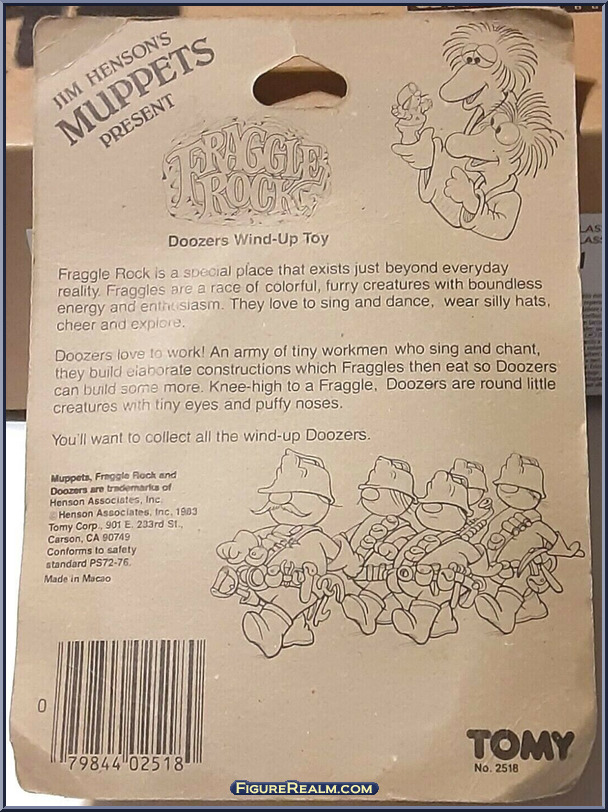 JIM HENSON'S
MUPPETS
PRESENT
FRAGGLE
ROCK
Doozers Wind-Up Toy
Fraggle Rock is a special place that exists just beyond everyday
reality. Fraggles are a race of colorful, furry creatures with boundless
energy and enthusiasm. They love to sing and dance, wear silly hats,
cheer and explore.
Doozers love to work! An army of tiny workmen who sing and chant,
they build elaborate constructions which Fraggles then eat so Doozers
can build some more. Knee-high to a Fraggle, Doozers are round little
creatures with tiny eyes and puffy noses.
You'll want to collect all the wind-up Doozers.
Muppets, Fraggle Rock and
Doozers are trademarks of
Henson Associates, Inc.
Henson Associates, Inc. 1983
Tomy Corp., 901 E. 233rd St.,
Carson, CA 90749
Conforms to safety
standard PS72-76.
Made in Macao
0 79844 02518
TOMY
No. 2518
FIGUREREALM.COM